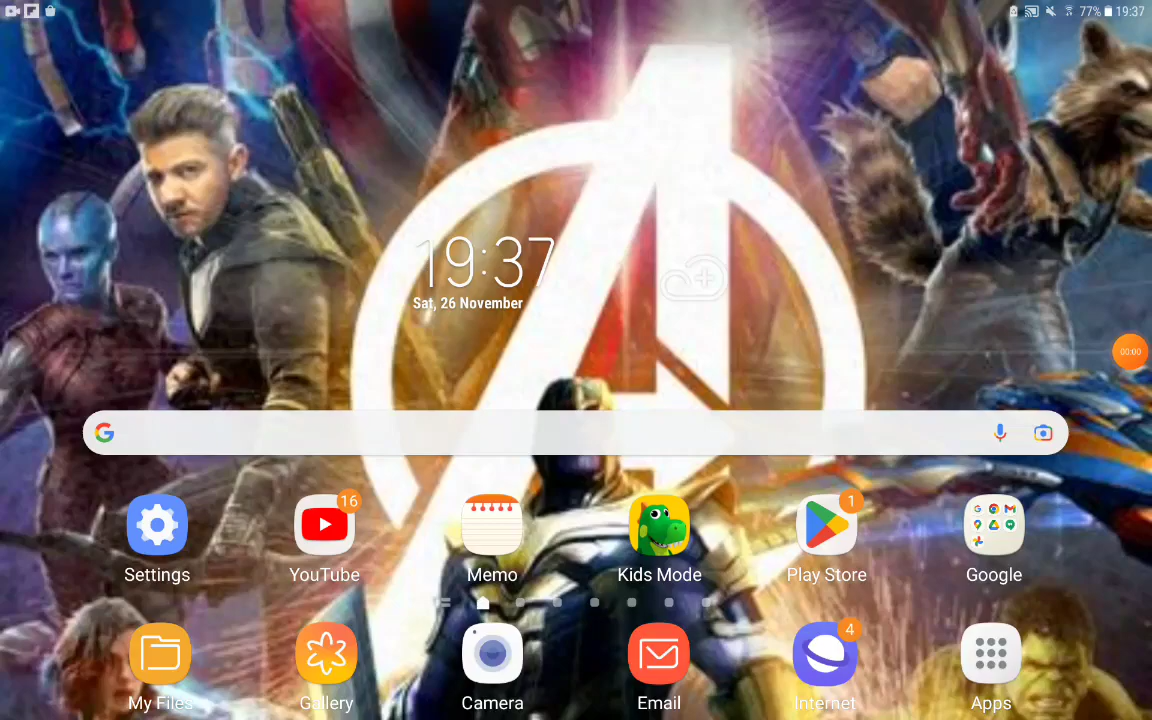 77% 19:37
19:37
Sat, 26 November
00:00
16
1
Settings YouTube Memo Kids Mode Play Store Google
4
My Files Gallery Camera Email Internet Apps